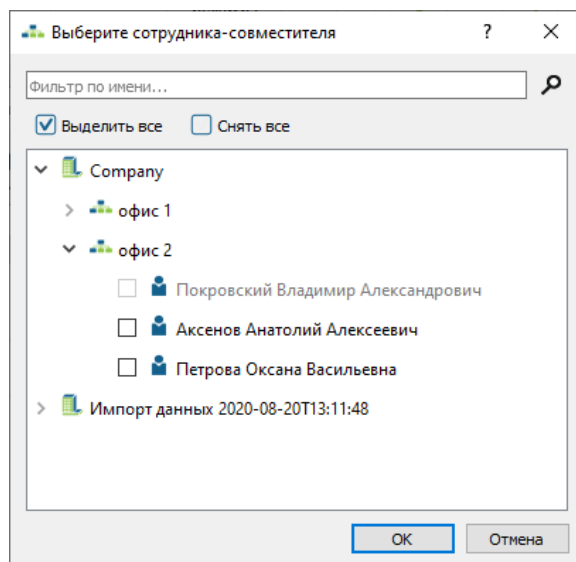 Выберите сотрудника-совместителя ?
Фильтр по имени...
Выделить все Снять все
Company
офис 1
офис 2
Покровский Владимир Александрович
Аксенов Анатолий Алексеевич
Петрова Оксана Васильевна
Импорт данных 2020-08-20T13:11:48
OK Отмена